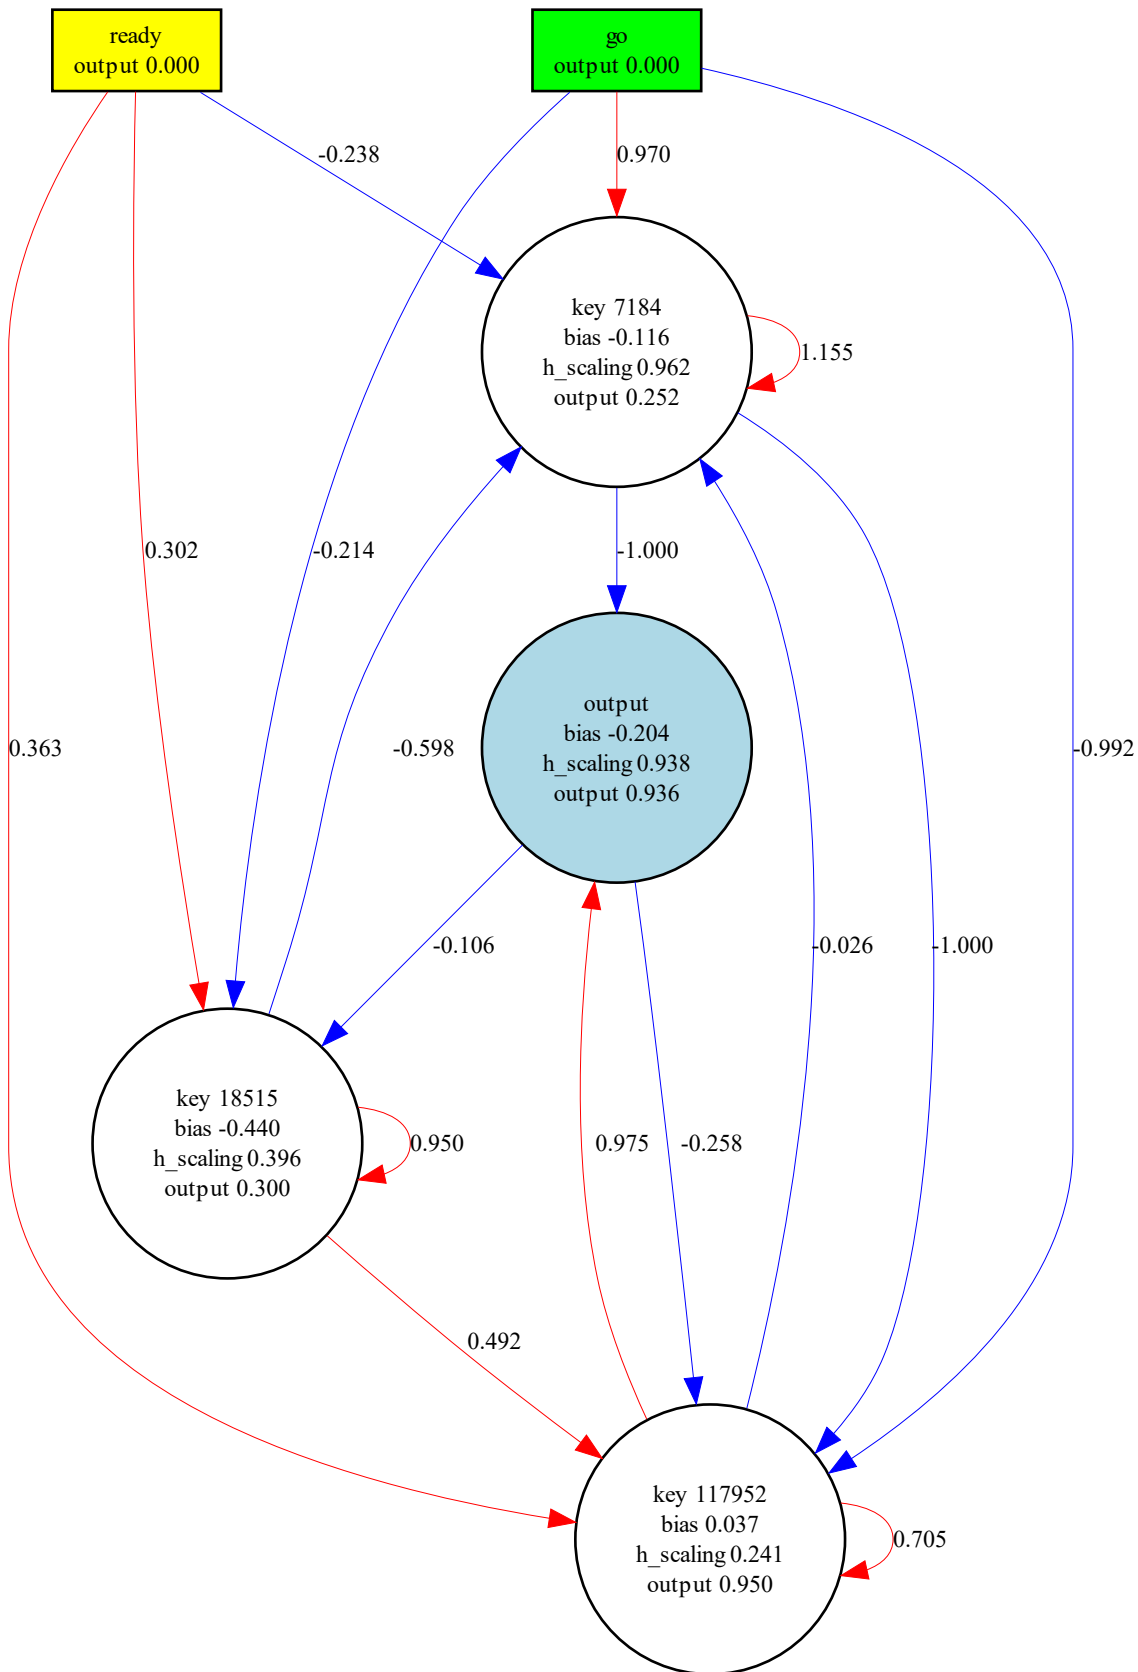 ready
output 0.000
go
output 0.000
-0.238
0.970
key 7184
bias -0.116
h_scaling 0.962
output 0.252
1.155
0.302
-0.214
-1.000
output
bias -0.204
h_scaling 0.938
output 0.936
0.363
-0.598
-0.992
-0.106
-0.026
-1.000
key 18515
bias -0.440
h_scaling 0.396
output 0.300
0.950
0.975
-0.258
0.492
key 117952
bias 0.037
h_scaling 0.241
output 0.950
0.705